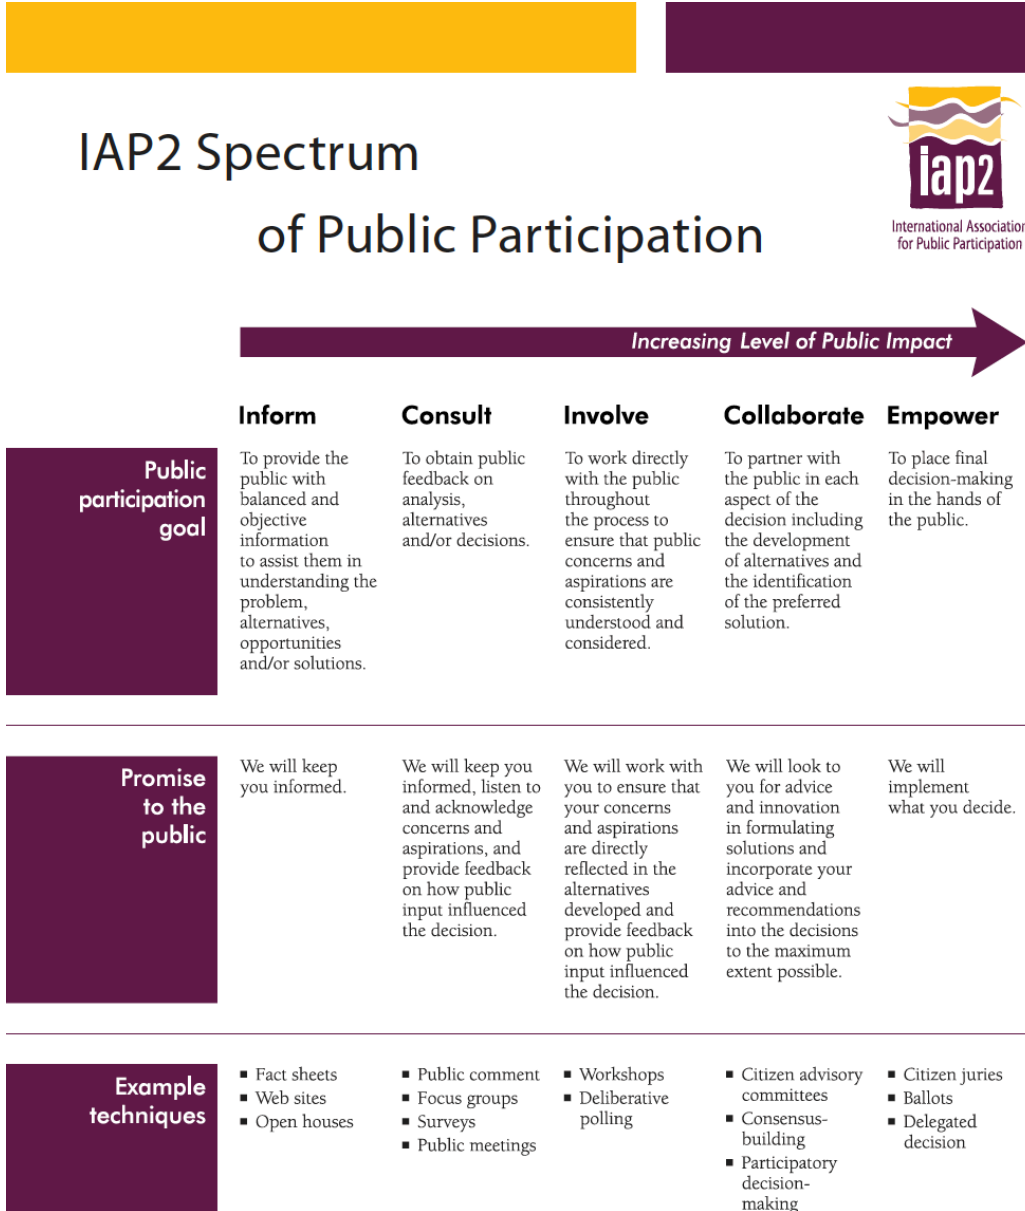 IAP2 Spectrum
of Public Participation
iap2
International Association
for Public Participation
Increasing Level of Public Impact
Inform
Consult
Involve
Collaborate
Empower
Public
participation
goal
To provide the
public with
balanced and
objective
information
to assist them in
understanding the
problem,
alternatives,
opportunities
and/or solutions.
To obtain public
feedback on
analysis,
alternatives
and/or decisions.
To work directly
with the public
throughout
the process to
ensure that public
concerns and
aspirations are
consistently
understood and
considered.
To partner with
the public in each
aspect of the
decision including
the development
of alternatives and
the identification
of the preferred
solution.
To place final
decision-making
in the hands of
the public.
Promise
to the
public
We will keep
you informed.
We will keep you
informed, listen to
and acknowledge
concerns and
aspirations, and
provide feedback
on how public
input influenced
the decision.
We will work with
you to ensure that
your concerns
and aspirations
are directly
reflected in the
alternatives
developed and
provide feedback
on how public
input influenced
the decision.
We will look to
you for advice
and innovation
in formulating
solutions and
incorporate your
advice and
recommendations
into the decisions
to the maximum
extent possible.
We will
implement
what you decide.
Example
techniques
▪ Fact sheets
▪ Web sites
▪ Open houses
▪ Public comment
▪ Focus groups
▪ Surveys
▪ Public meetings
▪ Workshops
▪ Deliberative
polling
▪ Citizen advisory
committees
▪ Consensus-
building
▪ Participatory
decision-
making
▪ Citizen juries
▪ Ballots
▪ Delegated
decision